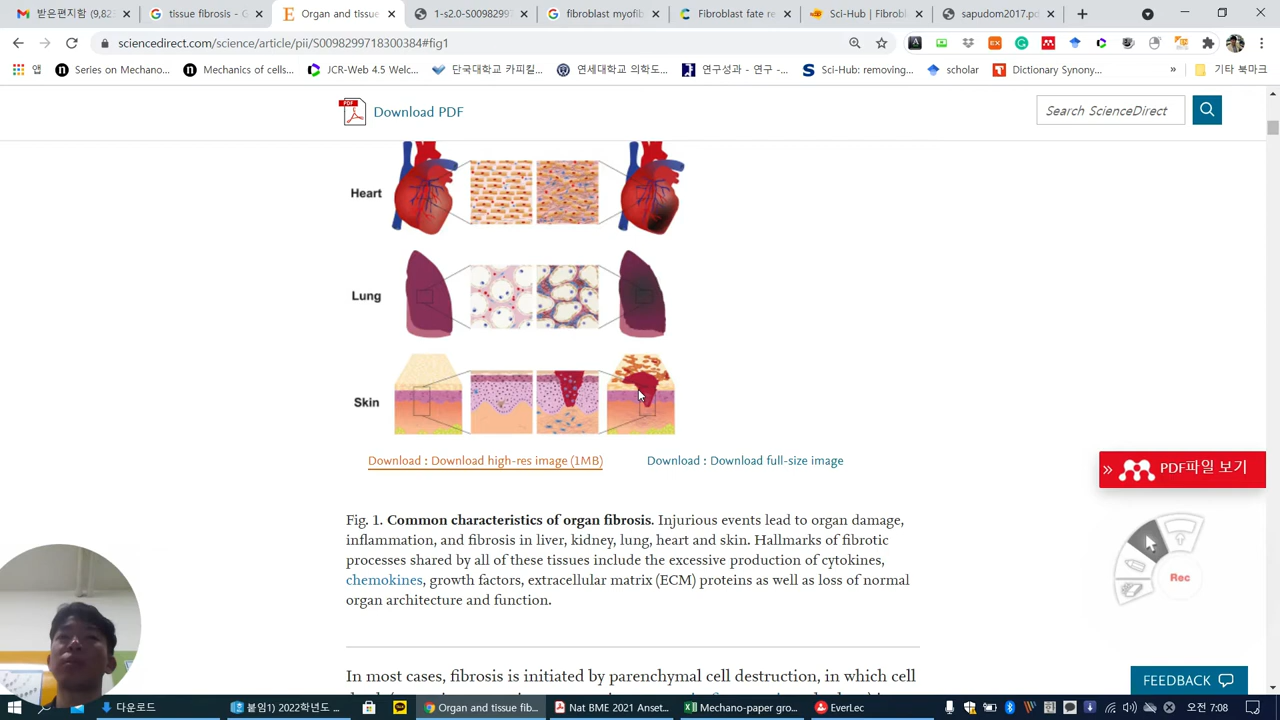 받은편지함 (6,82
tissue fibrosis - G
Organ and tissue
1-s2.0-S00982997
fibroblast myofib
Fibroblast fate re
Sci-Hub | Fibrobl
sapudom2017.pd
sciencedirect.com/science/article/pii/S0098299718300384#fig1
앱
Series on Mechano...
Mechanics of cells...
JCR-Web 4.5 Welc...
단국대학교 카피킬...
연세대학교 의학도...
연구성과 - 연구 -...
Sci-Hub: removing...
scholar
Dictionary Synony...
»
기타 북마크
PDF
Download PDF
Search ScienceDirect
Heart
Lung
Skin
Download : Download high-res image (1MB)
Download : Download full-size image
PDF파일 보기
Fig. 1. Common characteristics of organ fibrosis. Injurious events lead to organ damage,
inflammation, and fibrosis in liver, kidney, lung, heart and skin. Hallmarks of fibrotic
processes shared by all of these tissues include the excessive production of cytokines,
chemokines, growth factors, extracellular matrix (ECM) proteins as well as loss of normal
organ architecture and function.
Rec
In most cases, fibrosis is initiated by parenchymal cell destruction, in which cell
FEEDBACK
다운로드
붙임1) 2022학년도 ...
Organ and tissue fib...
Nat BME 2021 Anset...
Mechano-paper gro...
EverLec
오전 7:08